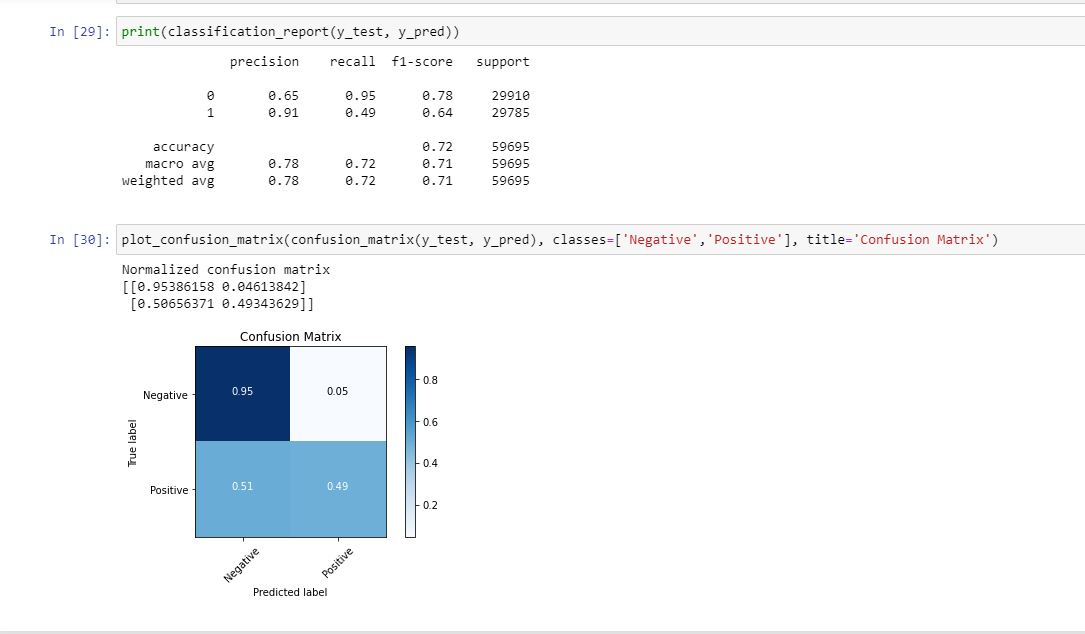 In [29]: print(classification_report(y_test, y_pred))
precision recall f1-score support
0 0.65 0.95 0.78 29910
1 0.91 0.49 0.64 29785
accuracy 0.72 59695
macro avg 0.78 0.72 0.71 59695
weighted avg 0.78 0.72 0.71 59695
In [30]: plot_confusion_matrix(confusion_matrix(y_test, y_pred), classes=['Negative','Positive'], title='Confusion Matrix')
Normalized confusion matrix
[[0.95386158 0.04613842]
[0.50656371 0.49343629]]
Confusion Matrix
0.8
Negative 0.95 0.05
0.6
True label
0.4
Positive 0.51 0.49
0.2
Negative Positive
Predicted label